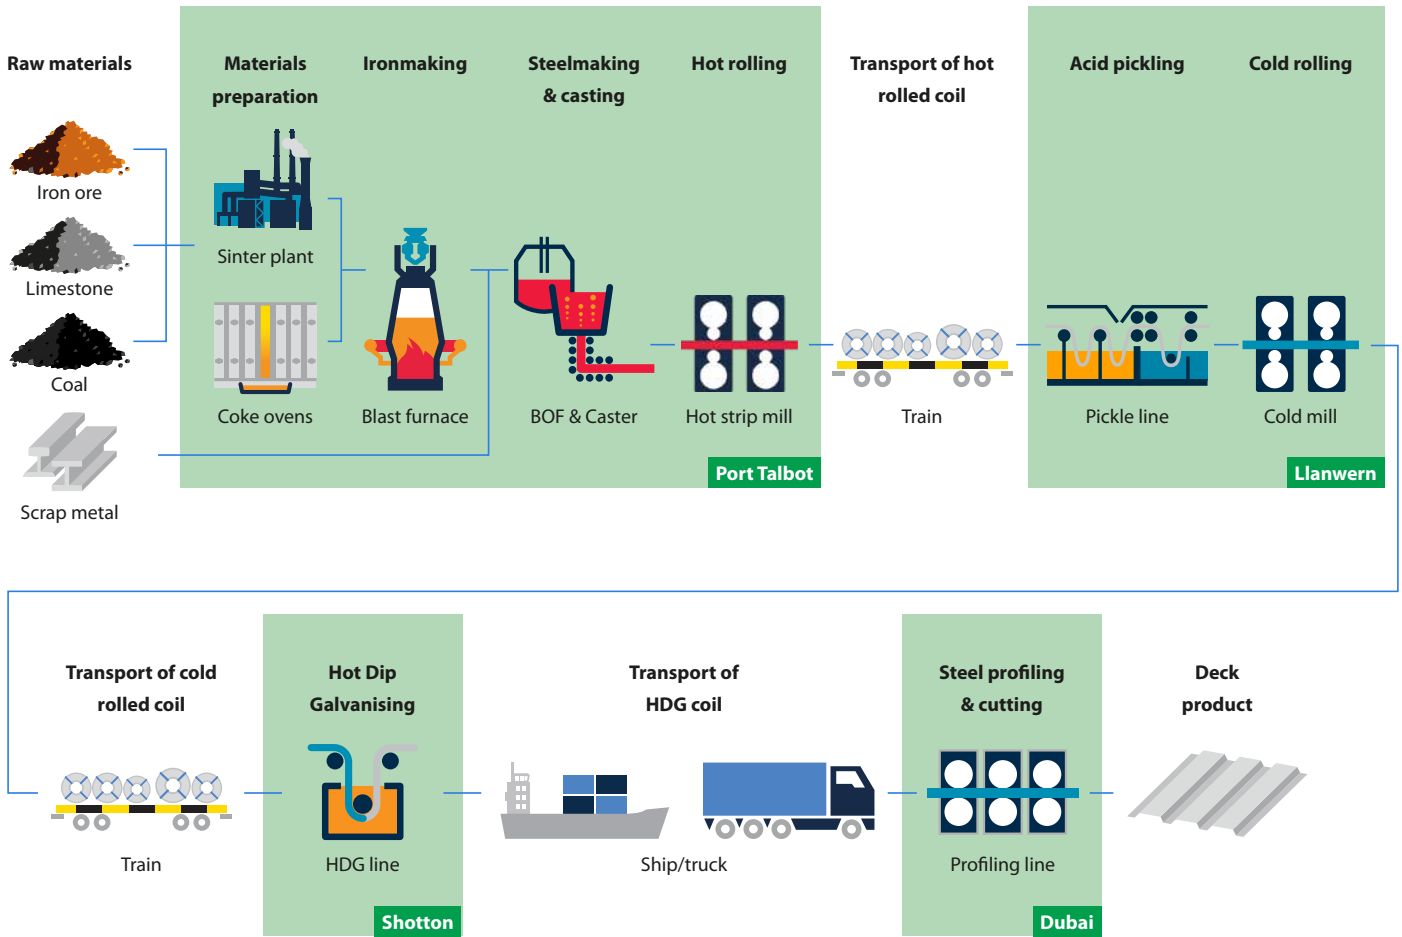 Raw materials
Materials
preparation
Ironmaking
Steelmaking
& casting
Hot rolling
Transport of hot
rolled coil
Acid pickling
Cold rolling
Iron ore
Limestone
Coal
Scrap metal
Sinter plant
Coke ovens
Blast furnace
BOF & Caster
Hot strip mill
Train
Pickle line
Cold mill
Port Talbot
Llanwern
Transport of cold
rolled coil
Hot Dip
Galvanising
Transport of
HDG coil
Steel profiling
& cutting
Deck
product
Train
HDG line
Ship/truck
Profiling line
Shotton
Dubai